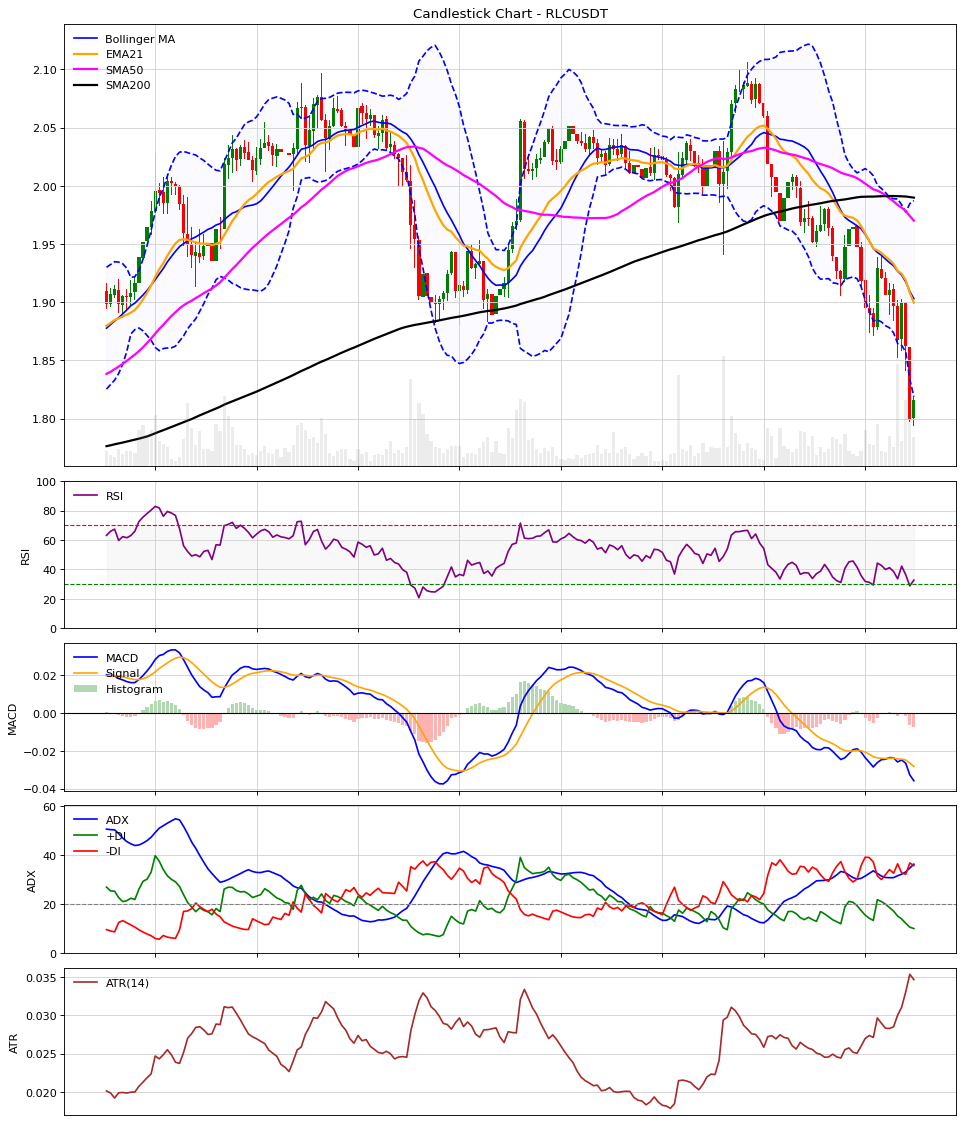 Candlestick Chart - RLCUSDT
Bollinger MA
EMA21
SMA50
SMA200
2.10
2.05
2.00
1.95
1.90
1.85
1.80
RSI
RSI
100
80
60
40
20
0
MACD
MACD
Signal
Histogram
0.02
0.00
−0.02
−0.04
ADX
ADX
+DI
-DI
60
40
20
0
ATR
ATR(14)
0.035
0.030
0.025
0.020